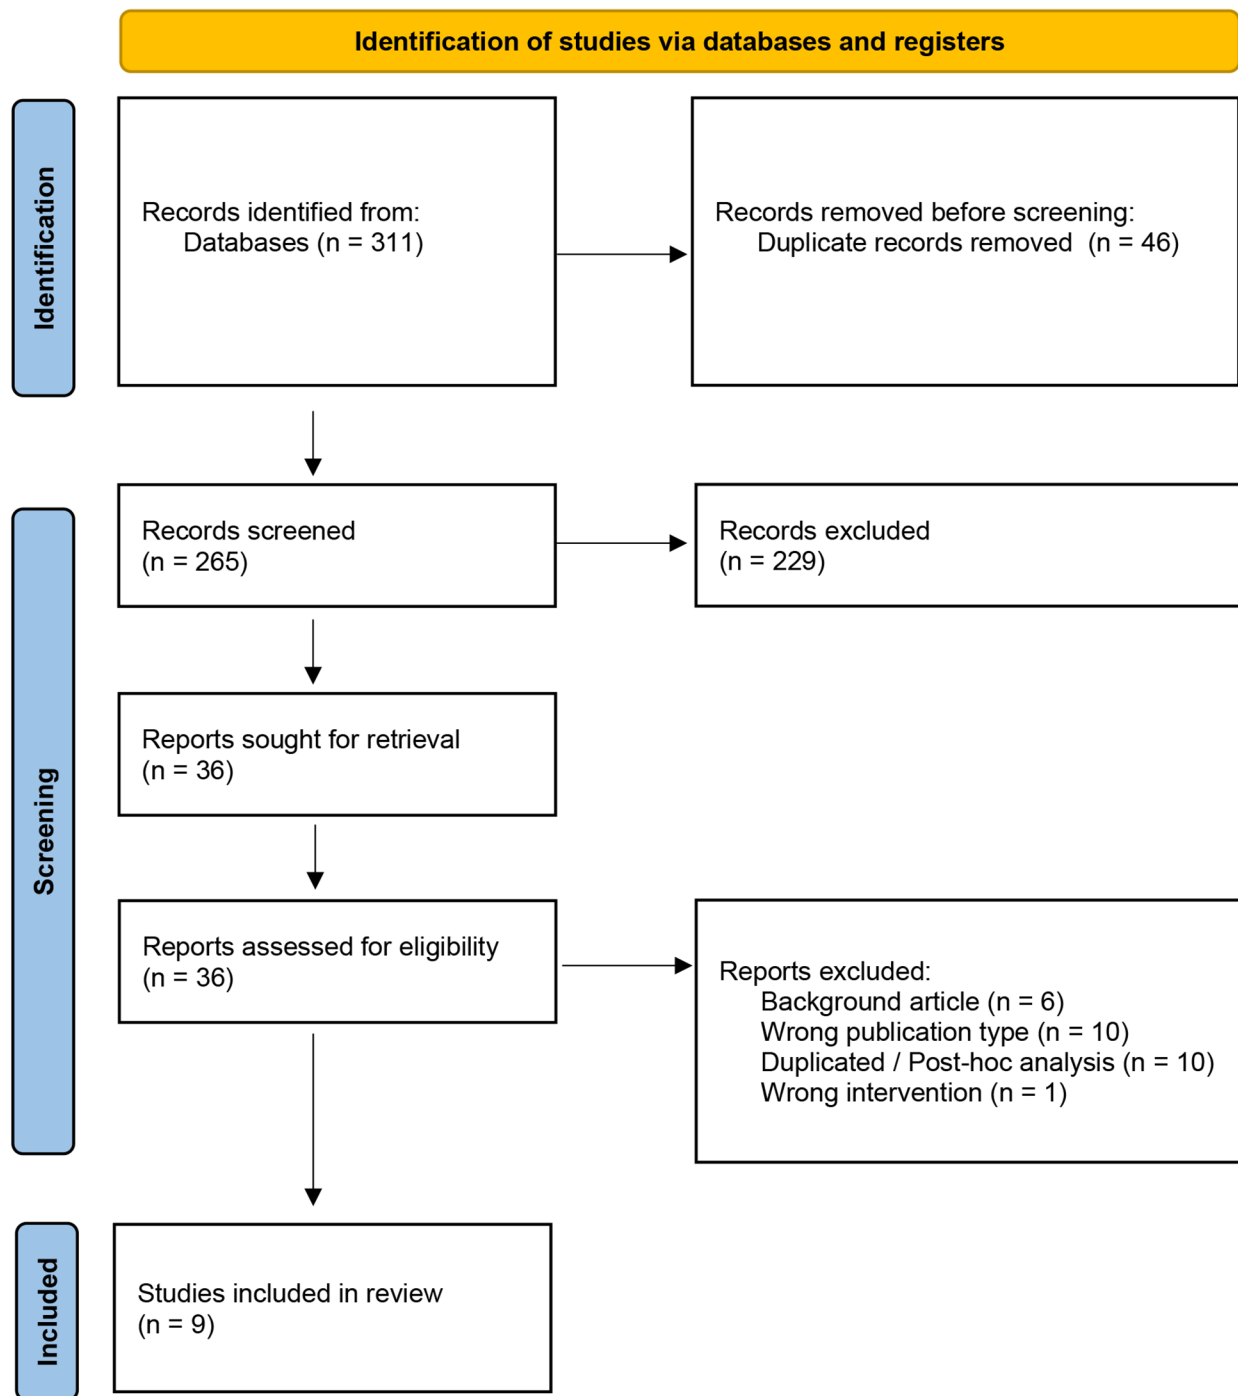 Identification of studies via databases and registers
Identification
Records identified from:
Databases (n = 311)
Records removed before screening:
Duplicate records removed  (n = 46)
Screening
Records screened
(n = 265)
Records excluded
(n = 229)
Reports sought for retrieval
(n = 36)
Reports assessed for eligibility
(n = 36)
Reports excluded:
Background article (n = 6)
Wrong publication type (n = 10)
Duplicated / Post-hoc analysis (n = 10)
Wrong intervention (n = 1)
Included
Studies included in review
(n = 9)